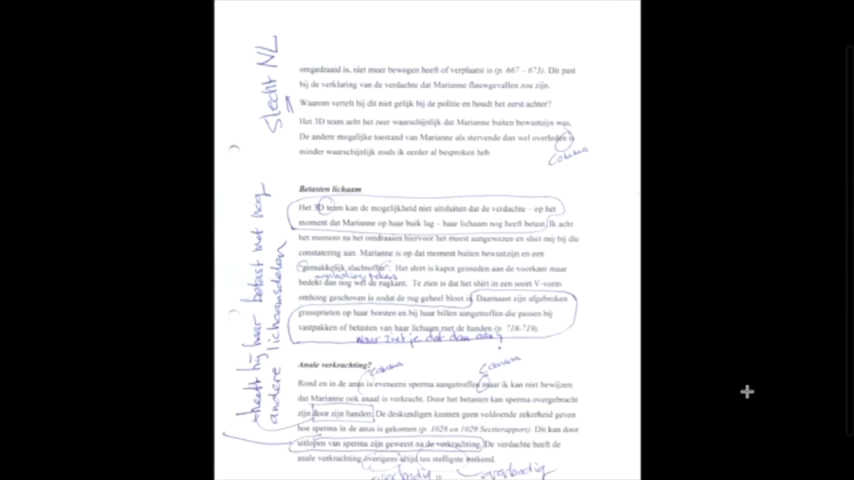 omgedraaid is, niet meer bewogen heeft of verplaatst is (p. 667 – 673). Dit past
bij de verklaring van de verdachte dat Marianne flauwgevallen zou zijn.
Waarom vertelt hij dit niet gelijk bij de politie en houdt het eerst achter?
Het 3D team acht het zeer waarschijnlijk dat Marianne buiten bewustzijn was.
De andere mogelijke toestand van Marianne als stervende dan wel overleden is
minder waarschijnlijk zoals ik eerder al besproken heb
comma
slecht NL
Betasten lichaam
Het 3D team kan de mogelijkheid niet uitsluiten dat de verdachte – op het
moment dat Marianne op haar buik lag – haar lichaam nog heeft betast. Ik acht
het moment na het omdraaien hiervoor het meest aangewezen en sluit mij bij die
constatering aan. Marianne is op dat moment buiten bewustzijn en een
"gemakkelijk slachtoffer". Het shirt is kapot gesneden aan de voorkant maar
aanhalingstekens
bedekt dan nog wel de rugkant. Te zien is dat het shirt in een soort V-vorm
omhoog geschoven is zodat de rug geheel bloot is. Daarnaast zijn afgebroken
grassprieten op haar borsten en bij haar billen aangetroffen die passen bij
vastpakken of betasten van haar lichaam met de handen (p. 718-719).
waar zie je dat dan aan?
heeft hij haar betast met nog
andere lichaamsdelen
Anale verkrachting?
comma
comma
Rond en in de anus is eveneens sperma aangetroffen maar ik kan niet bewijzen
dat Marianne ook anaal is verkracht. Door het betasten kan sperma overgebracht
zijn door zijn handen. De deskundigen kunnen geen voldoende zekerheid geven
hoe sperma in de anus is gekomen (p. 1026 en 1029 Sectierapport). Dit kan door
uitlopen van sperma zijn geweest na de verkrachting. De verdachte heeft de
anale verkrachting overigens altijd ten stelligste ontkend.
overbodig
overbodig